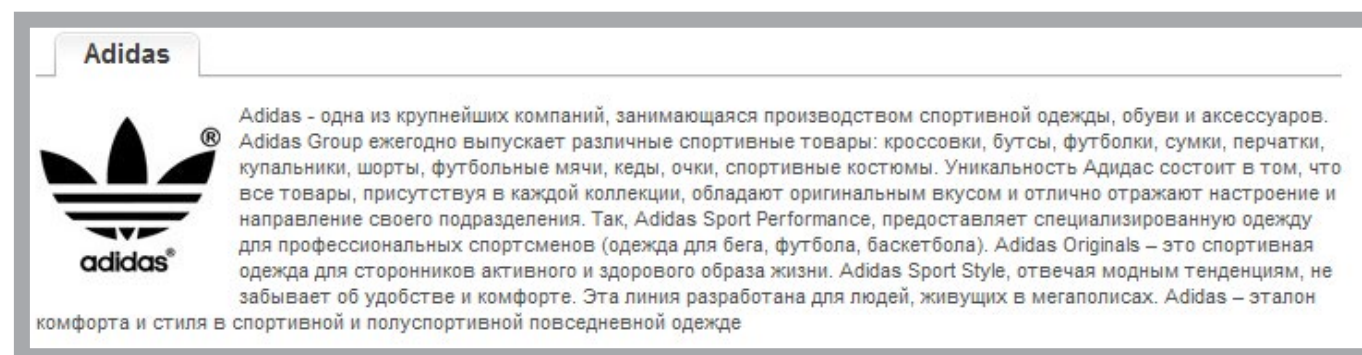 Adidas
Adidas - одна из крупнейших компаний, занимающаяся производством спортивной одежды, обуви и аксессуаров.
Adidas Group ежегодно выпускает различные спортивные товары: кроссовки, бутсы, футболки, сумки, перчатки,
купальники, шорты, футбольные мячи, кеды, очки, спортивные костюмы. Уникальность Адидас состоит в том, что
все товары, присутствуя в каждой коллекции, обладают оригинальным вкусом и отлично отражают настроение и
направление своего подразделения. Так, Adidas Sport Performance, предоставляет специализированную одежду
для профессиональных спортсменов (одежда для бега, футбола, баскетбола). Adidas Originals – это спортивная
одежда для сторонников активного и здорового образа жизни. Adidas Sport Style, отвечая модным тенденциям, не
забывает об удобстве и комфорте. Эта линия разработана для людей, живущих в мегаполисах. Adidas – эталон
комфорта и стиля в спортивной и полуспортивной повседневной одежде
®
adidas®